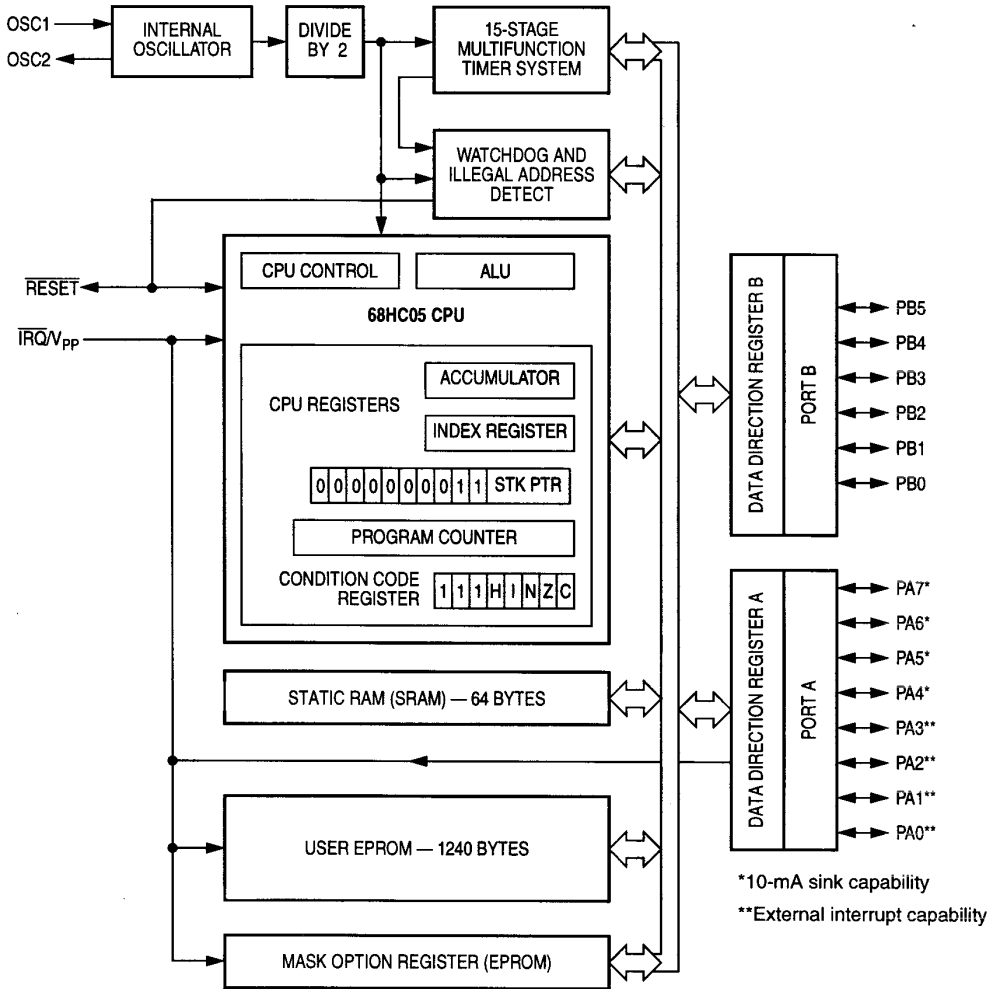 OSC1
OSC2
INTERNAL
OSCILLATOR
DIVIDE
BY 2
15-STAGE
MULTIFUNCTION
TIMER SYSTEM
WATCHDOG AND
ILLEGAL ADDRESS
DETECT
RESET
IRQ/VPP
CPU CONTROL
ALU
68HC05 CPU
CPU REGISTERS
ACCUMULATOR
INDEX REGISTER
0 0 0 0 0 0 0 0 1 1 STK PTR
PROGRAM COUNTER
CONDITION CODE
REGISTER
1 1 1 H I N Z C
STATIC RAM (SRAM) — 64 BYTES
USER EPROM — 1240 BYTES
MASK OPTION REGISTER (EPROM)
DATA DIRECTION REGISTER B
PORT B
PB5
PB4
PB3
PB2
PB1
PB0
DATA DIRECTION REGISTER A
PORT A
PA7*
PA6*
PA5*
PA4*
PA3**
PA2**
PA1**
PA0**
*10-mA sink capability
**External interrupt capability